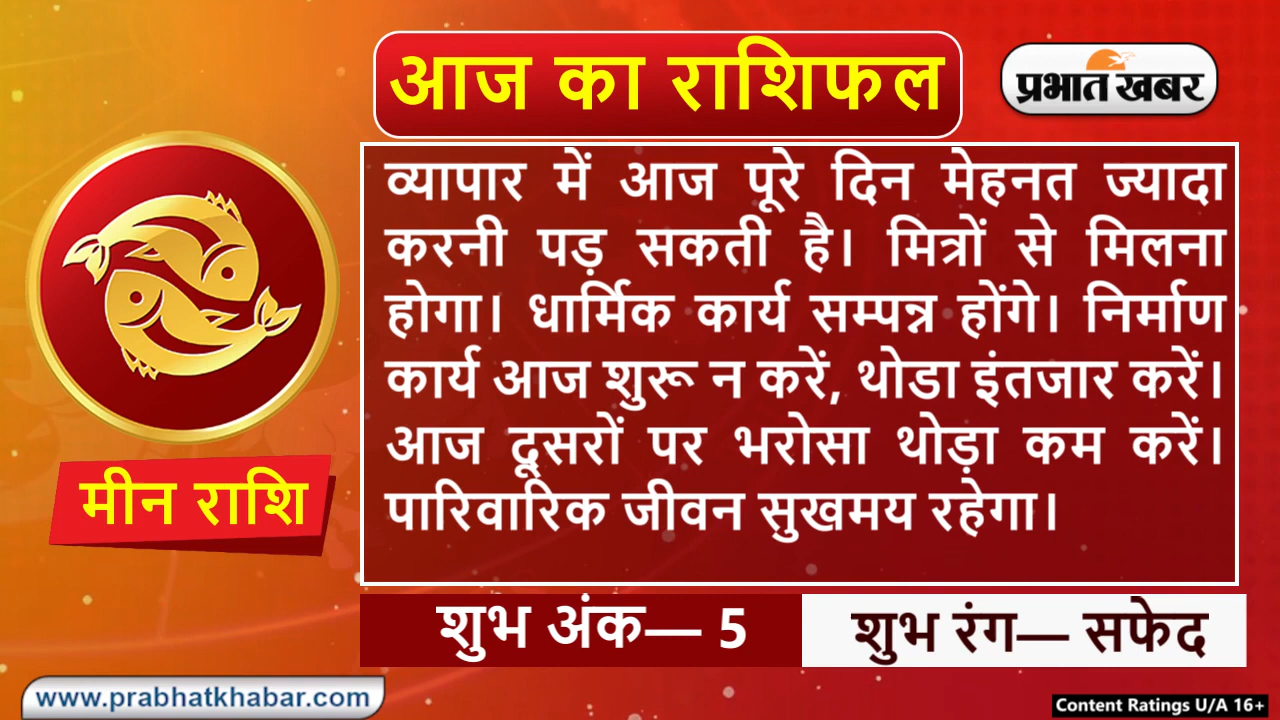 आज का राशिफल
प्रभात खबर
व्यापार में आज पूरे दिन मेहनत ज्यादा
करनी पड़ सकती है। मित्रों से मिलना
होगा। धार्मिक कार्य सम्पन्न होंगे। निर्माण
कार्य आज शुरू न करें, थोडा इंतजार करें।
आज दूसरों पर भरोसा थोड़ा कम करें।
पारिवारिक जीवन सुखमय रहेगा।
मीन राशि
शुभ अंक— 5
शुभ रंग— सफेद
www.prabhatkhabar.com
Content Ratings U/A 16+